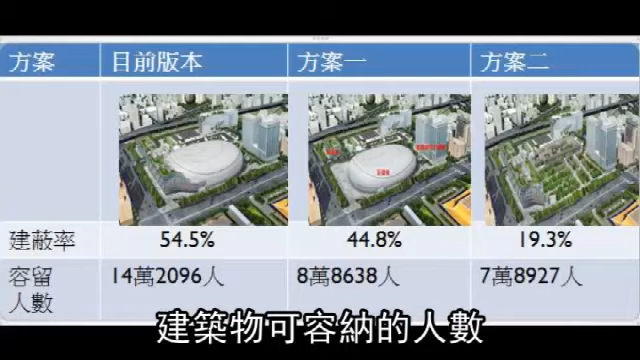 方案 目前版本 方案一 方案二
建蔽率 54.5% 44.8% 19.3%
容留人數 14萬2096人 8萬8638人 7萬8927人
建築物可容納的人數